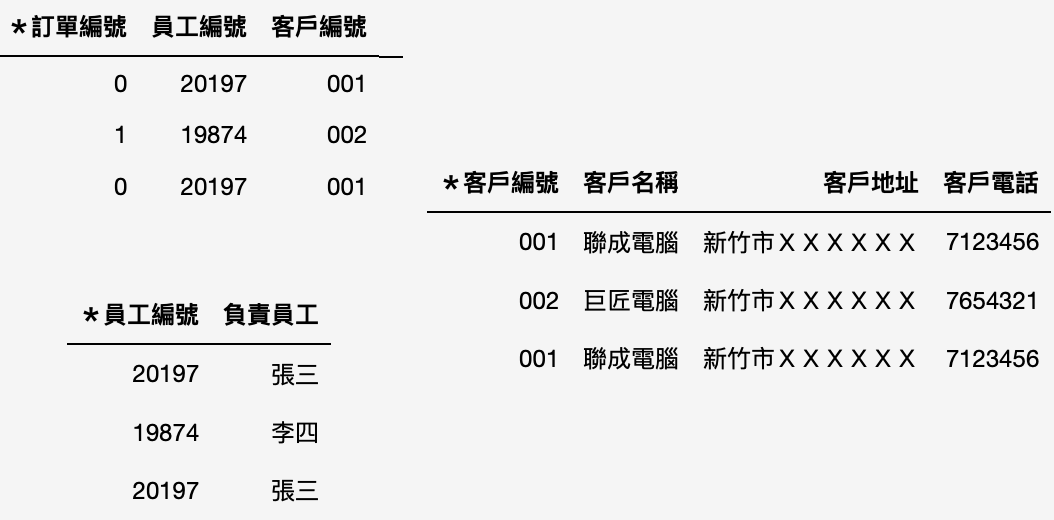 *訂單編號 員工編號 客戶編號
0 20197 001
1 19874 002
0 20197 001
*員工編號 負責員工
20197 張三
19874 李四
20197 張三
*客戶編號 客戶名稱 客戶地址 客戶電話
001 聯成電腦 新竹市XXXXXX 7123456
002 巨匠電腦 新竹市XXXXXX 7654321
001 聯成電腦 新竹市XXXXXX 7123456